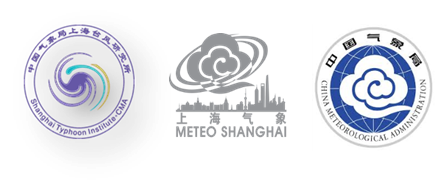 中国气象局上海台风研究所
Shanghai Typhoon Institute-CMA
上海气象
METEO SHANGHAI
中国气象局
CHINA METEOROLOGICAL ADMINISTRATION